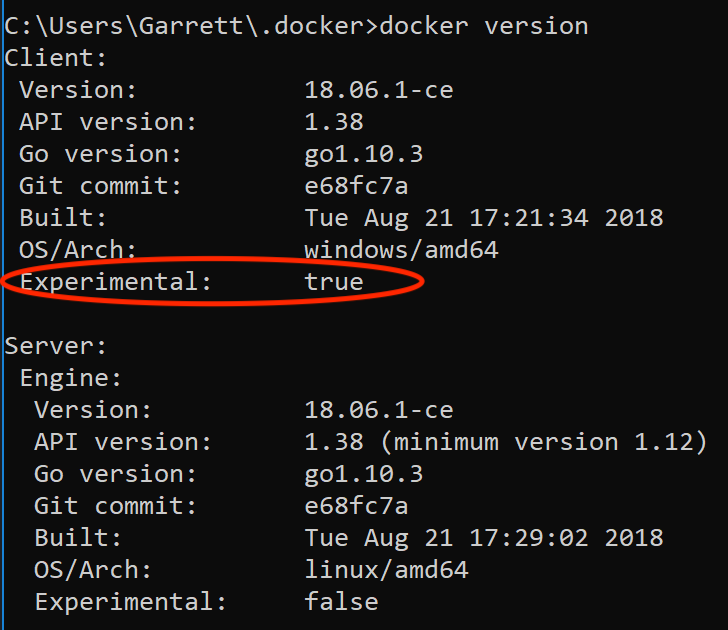 C:\Users\Garrett\.docker>docker version
Client:
 Version:           18.06.1-ce
 API version:       1.38
 Go version:        go1.10.3
 Git commit:        e68fc7a
 Built:             Tue Aug 21 17:21:34 2018
 OS/Arch:           windows/amd64
 Experimental:      true

Server:
 Engine:
  Version:          18.06.1-ce
  API version:      1.38 (minimum version 1.12)
  Go version:       go1.10.3
  Git commit:       e68fc7a
  Built:            Tue Aug 21 17:29:02 2018
  OS/Arch:          linux/amd64
  Experimental:     false